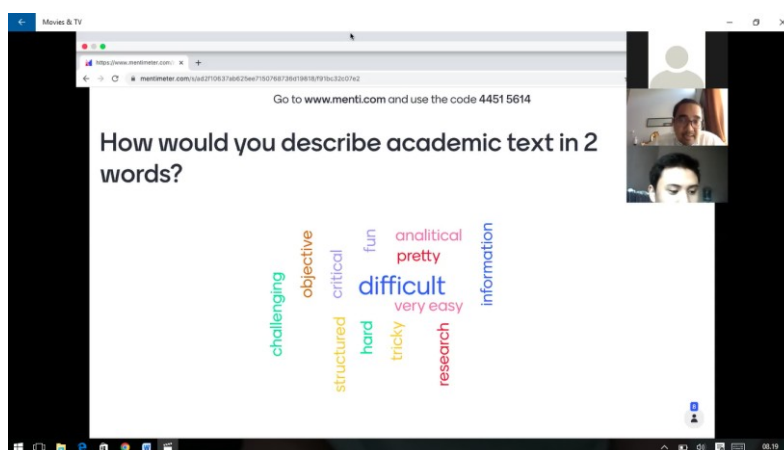 Movies & TV
https://www.mentimeter.com/
mentimeter.com/s/ad2f10637ab625ee7150768736d19818/f91bc32c07e2
Go to www.menti.com and use the code 4451 5614
How would you describe academic text in 2
words?
challenging
objective
critical
fun
analitical
pretty
difficult
very easy
information
structured
hard
tricky
research
8
08.19